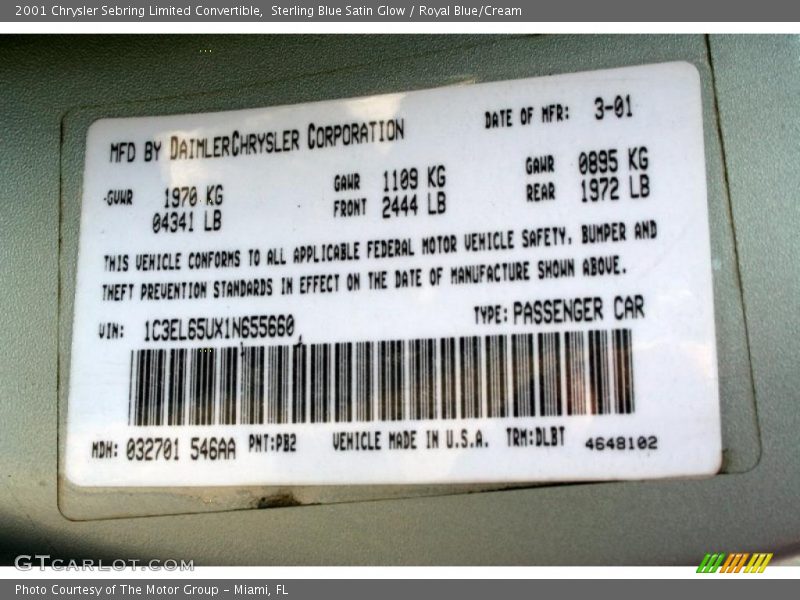 2001 Chrysler Sebring Limited Convertible,  Sterling Blue Satin Glow / Royal Blue/Cream
MFD BY DAIMLERCHRYSLER CORPORATION DATE OF MFR: 3-01
GVWR 1970 KG GAWR 1109 KG GAWR 0895 KG
04341 LB FRONT 2444 LB REAR 1972 LB
THIS VEHICLE CONFORMS TO ALL APPLICABLE FEDERAL MOTOR VEHICLE SAFETY, BUMPER AND
THEFT PREVENTION STANDARDS IN EFFECT ON THE DATE OF MANUFACTURE SHOWN ABOVE.
VIN: 1C3EL65UX1N655660 TYPE: PASSENGER CAR
MDH: 032701 546AA PNT:PB2 VEHICLE MADE IN U.S.A. TRM:DLBT 4648102
GTCARLOT.COM
Photo Courtesy of The Motor Group - Miami, FL